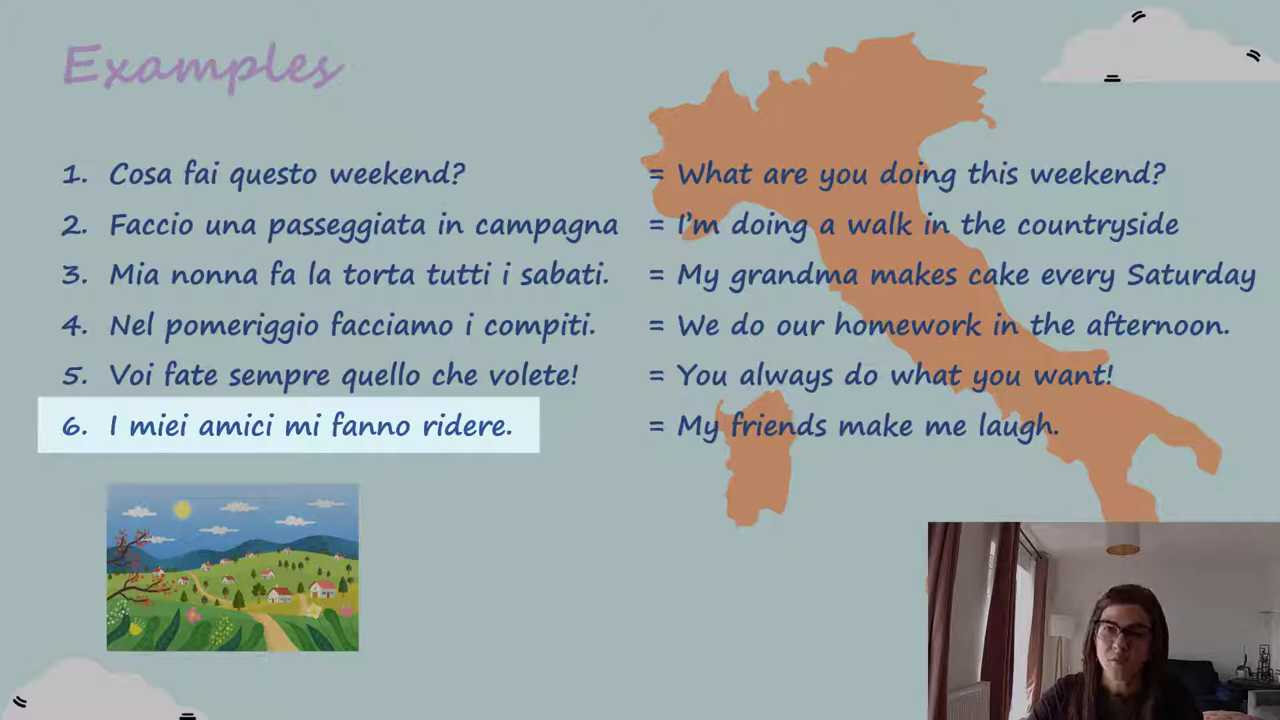 Examples
1. Cosa fai questo weekend? = What are you doing this weekend?
2. Faccio una passeggiata in campagna = I'm doing a walk in the countryside
3. Mia nonna fa la torta tutti i sabati. = My grandma makes cake every Saturday
4. Nel pomeriggio facciamo i compiti. = We do our homework in the afternoon.
5. Voi fate sempre quello che volete! = You always do what you want!
6. I miei amici mi fanno ridere. = My friends make me laugh.